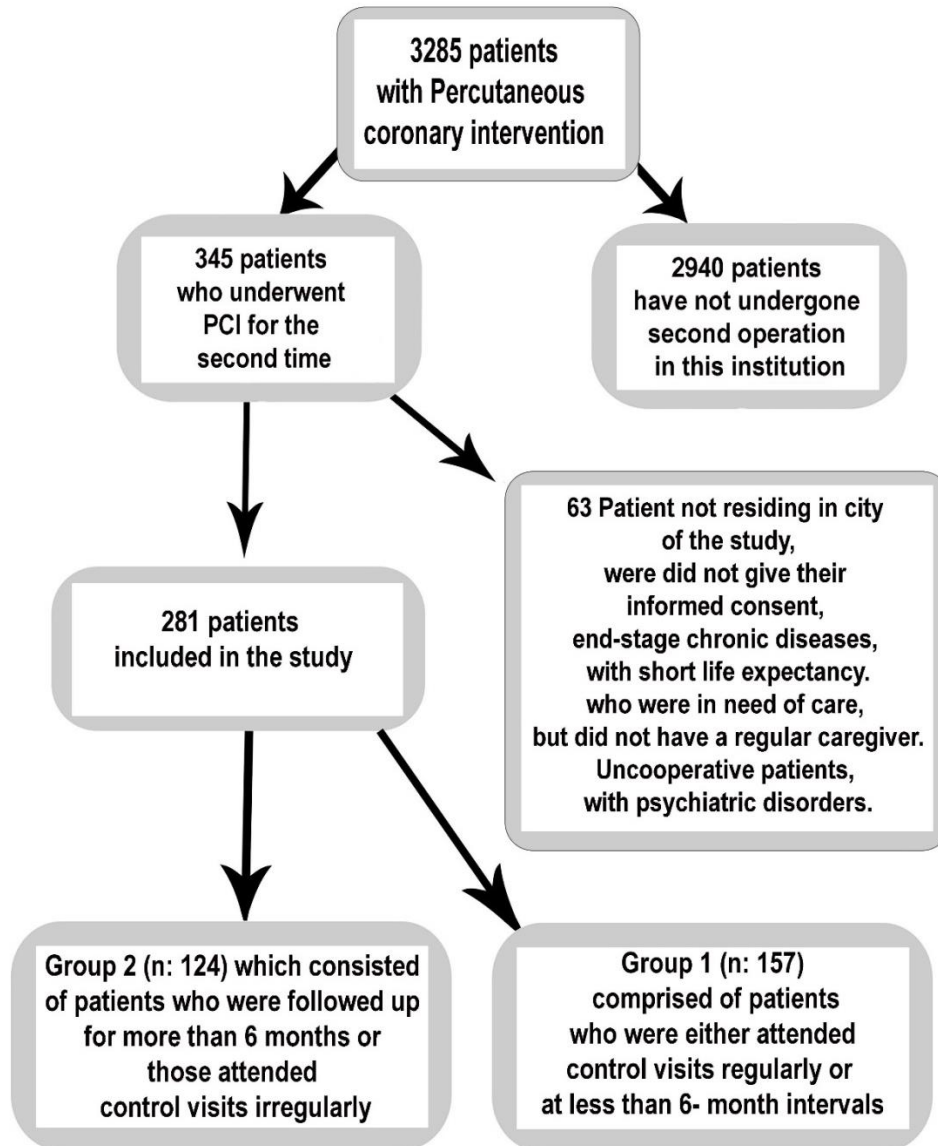 3285 patients
with Percutaneous
coronary intervention
345 patients
who underwent
PCI for the
second time
2940 patients
have not undergone
second operation
in this institution
63 Patient not residing in city
of the study,
were did not give their
informed consent,
end-stage chronic diseases,
with short life expectancy.
who were in need of care,
but did not have a regular caregiver.
Uncooperative patients,
with psychiatric disorders.
281 patients
included in the study
Group 2 (n: 124) which consisted
of patients who were followed up
for more than 6 months or
those attended
control visits irregularly
Group 1 (n: 157)
comprised of patients
who were either attended
control visits regularly or
at less than 6- month intervals